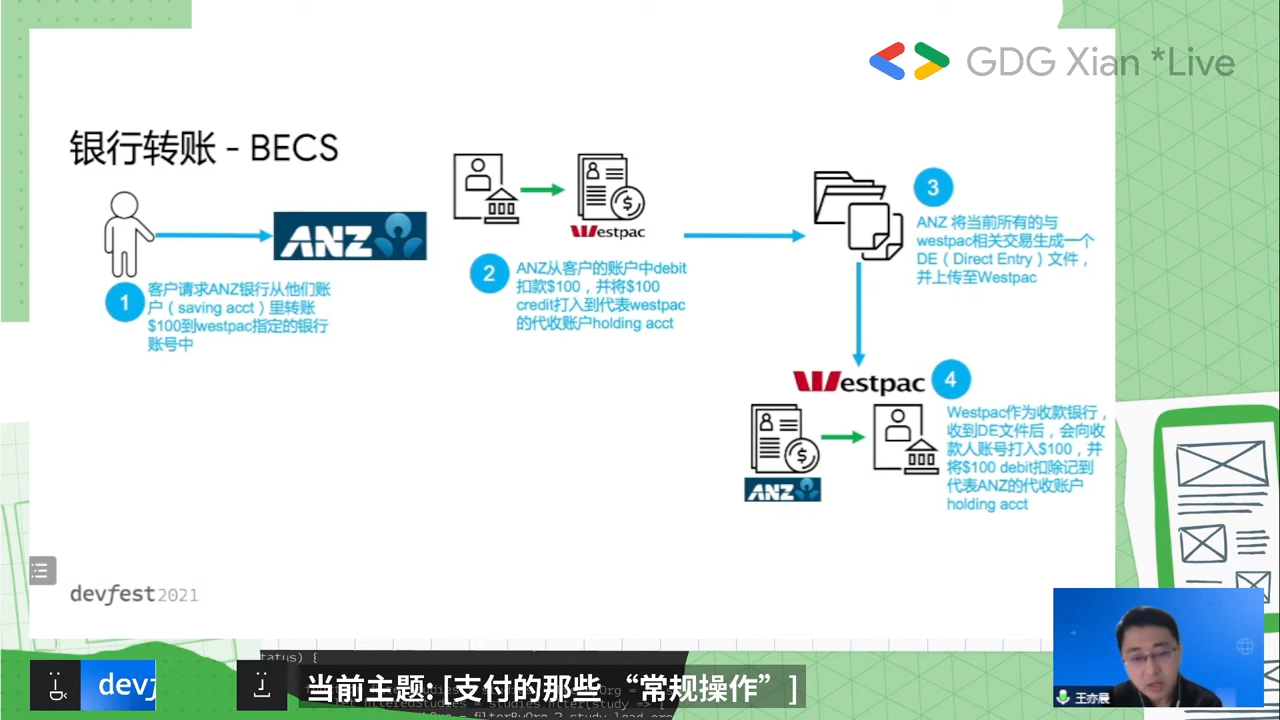 GDG Xian *Live
银行转账 - BECS
ANZ
1
客户请求ANZ银行从他们账
户（saving acct）里转账
$100到westpac指定的银行
账号中
$
Westpac
2
ANZ从客户的账户中debit
扣款$100，并将$100
credit打入到代表westpac
的代收账户holding acct
3
ANZ 将当前所有的与
westpac相关交易生成一个
DE（Direct Entry）文件，
并上传至Westpac
Westpac
4
$
ANZ
Westpac作为收款银行，
收到DE文件后，会向收
款人账号打入$100，并
将$100 debit扣除记到
代表ANZ的代收账户
holding acct
devfest2021
王亦晨
tatus) {
devf
当前主题: [支付的那些 “常规操作”]